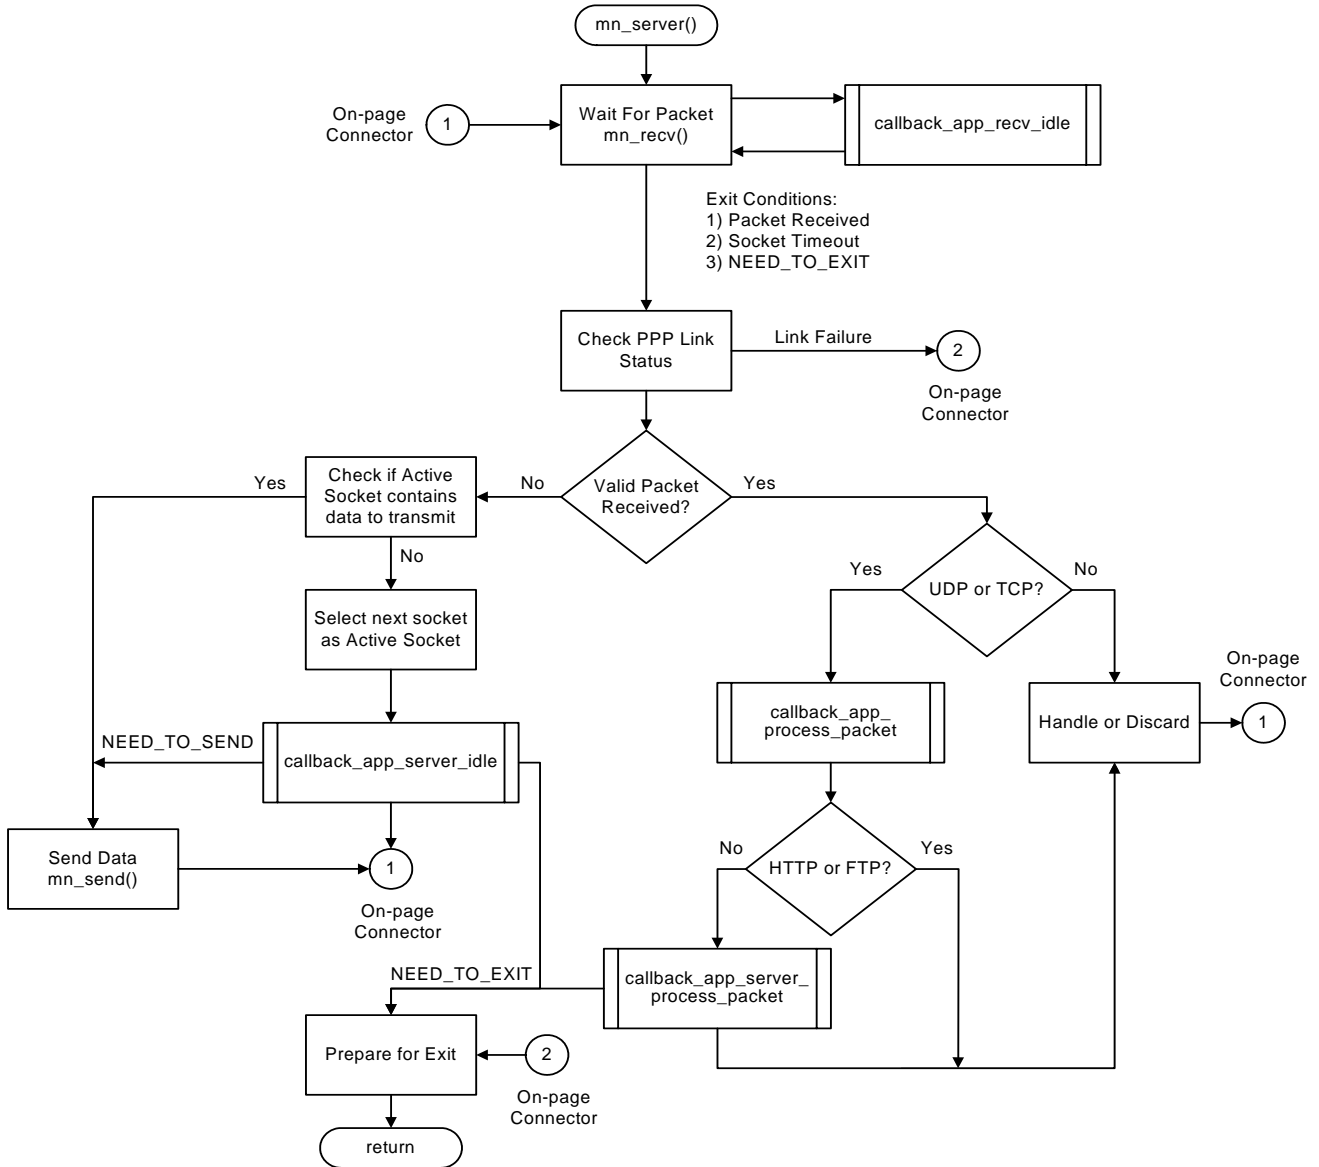 mn_server()
On-page
Connector
1
Wait For Packet
mn_recv()
callback_app_recv_idle
Exit Conditions:
1) Packet Received
2) Socket Timeout
3) NEED_TO_EXIT
Check PPP Link
Status
Link Failure
2
On-page
Connector
Yes
Check if Active
Socket contains
data to transmit
No
Valid Packet
Received?
Yes
No
Select next socket
as Active Socket
Yes
UDP or TCP?
No
On-page
Connector
callback_app_
process_packet
Handle or Discard
1
NEED_TO_SEND
callback_app_server_idle
Send Data
mn_send()
1
On-page
Connector
No
HTTP or FTP?
Yes
NEED_TO_EXIT
callback_app_server_
process_packet
Prepare for Exit
2
On-page
Connector
return